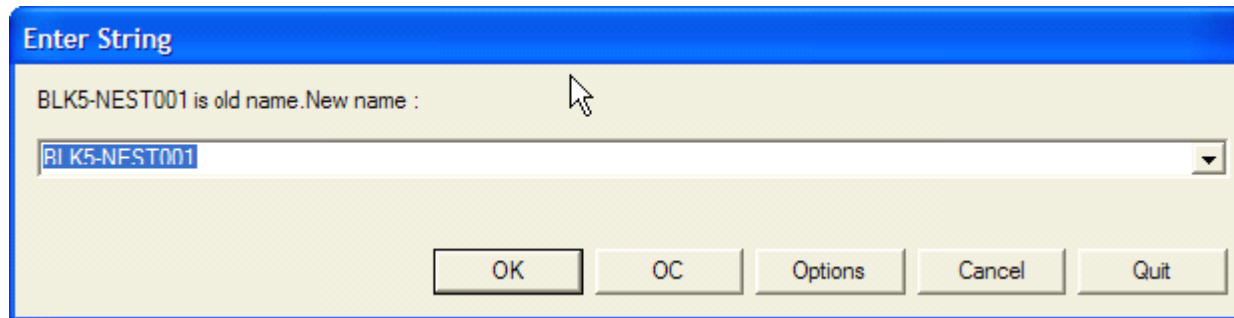 Enter String
BLK5-NEST001 is old name.New name :
BLK5-NEST001
OK OC Options Cancel Quit